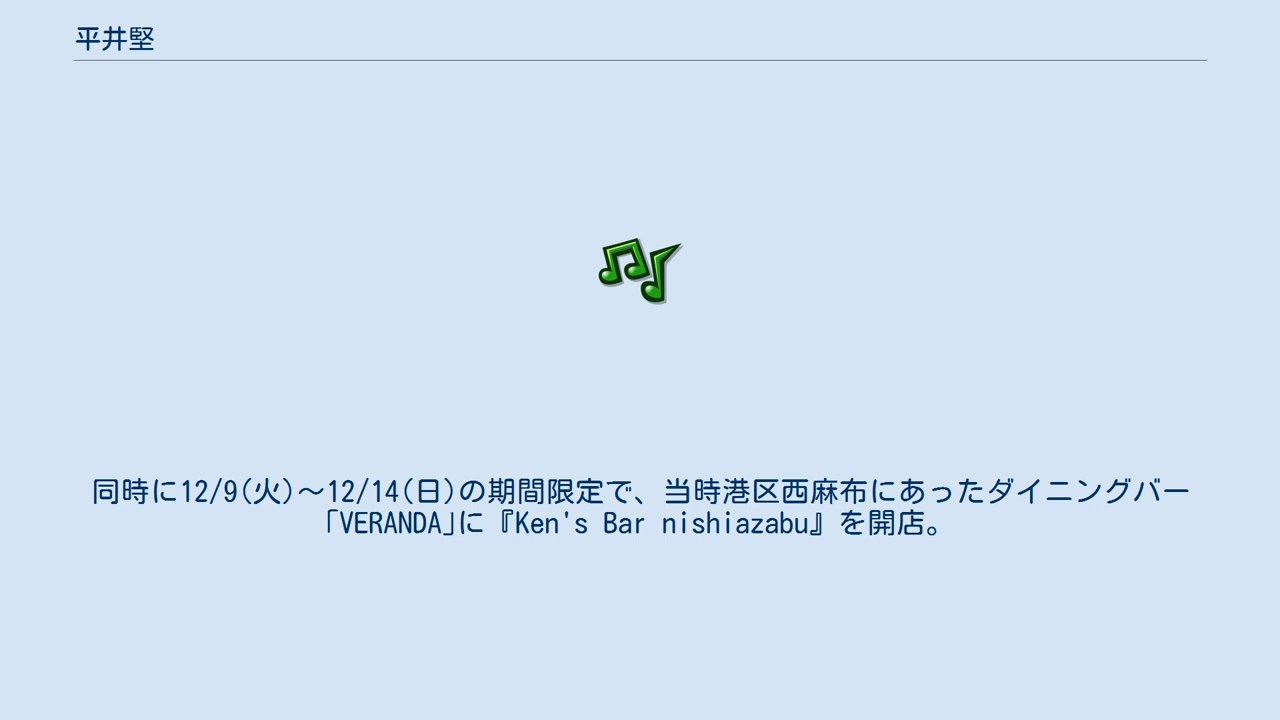 平井堅
同時に12/9(火)～12/14(日)の期間限定で、当時港区西麻布にあったダイニングバー
｢VERANDA｣に『Ken's Bar nishiazabu』を開店。